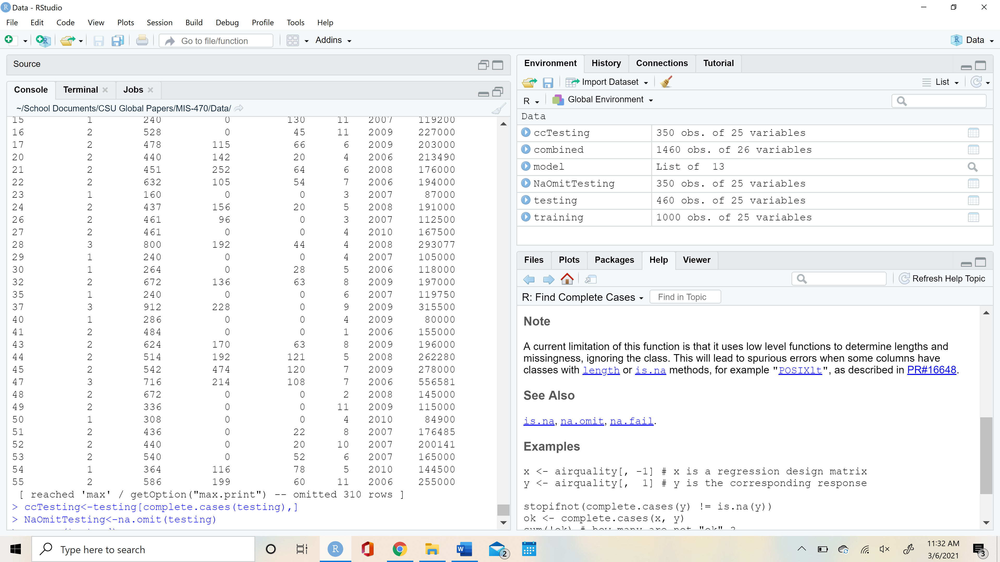 Data - RStudio
File Edit Code View Plots Session Build Debug Profile Tools Help
Go to file/function Addins Data
Source
Console Terminal Jobs
~/School Documents/CSU Global Papers/MIS-470/Data/
15 1 240 0 130 11 2007 119200
16 2 528 0 45 11 2009 227000
17 2 478 115 66 6 2009 203000
20 2 440 142 20 4 2006 213490
21 2 451 252 64 6 2008 176000
22 2 632 105 54 7 2006 194000
23 1 160 0 0 3 2007 87000
24 2 437 156 20 5 2008 191000
26 2 461 96 0 3 2007 112500
27 2 461 0 0 4 2010 167500
28 3 800 192 44 4 2008 293077
29 1 240 0 0 4 2007 105000
30 1 264 0 28 5 2006 118000
32 2 672 136 63 8 2009 197000
35 1 240 0 0 6 2007 119750
37 3 912 228 0 9 2009 315500
40 1 286 0 0 4 2009 80000
41 2 484 0 0 1 2006 155000
43 2 624 170 63 8 2009 196000
44 2 514 192 121 5 2008 262280
45 2 542 474 120 7 2009 278000
47 3 716 214 108 7 2006 556581
48 2 672 0 0 2 2008 145000
49 2 336 0 0 11 2009 115000
50 1 308 0 0 4 2010 84900
51 2 436 0 22 8 2007 176485
52 2 440 0 20 10 2007 200141
53 2 540 0 52 6 2007 165000
54 1 364 116 78 5 2010 144500
55 2 586 199 60 11 2006 255000
[ reached 'max' / getOption("max.print") -- omitted 310 rows ]
> ccTesting<-testing[complete.cases(testing),]
> NaOmitTesting<-na.omit(testing)
Environment History Connections Tutorial
Import Dataset List
R Global Environment
Data
ccTesting 350 obs. of 25 variables
combined 1460 obs. of 26 variables
model List of 13
NaOmitTesting 350 obs. of 25 variables
testing 460 obs. of 25 variables
training 1000 obs. of 25 variables
Files Plots Packages Help Viewer
Refresh Help Topic
R: Find Complete Cases Find in Topic
Note
A current limitation of this function is that it uses low level functions to determine lengths and
missingness, ignoring the class. This will lead to spurious errors when some columns have
classes with length or is.na methods, for example "POSIXlt", as described in PR#16648.
See Also
is.na, na.omit, na.fail.
Examples
x <- airquality[, -1] # x is a regression design matrix
y <- airquality[,  1] # y is the corresponding response
stopifnot(complete.cases(y) != is.na(y))
ok <- complete.cases(x, y)
sum(!ok) # how many are not "ok" ?
Type here to search
R
W
2
11:32 AM
3/6/2021
3